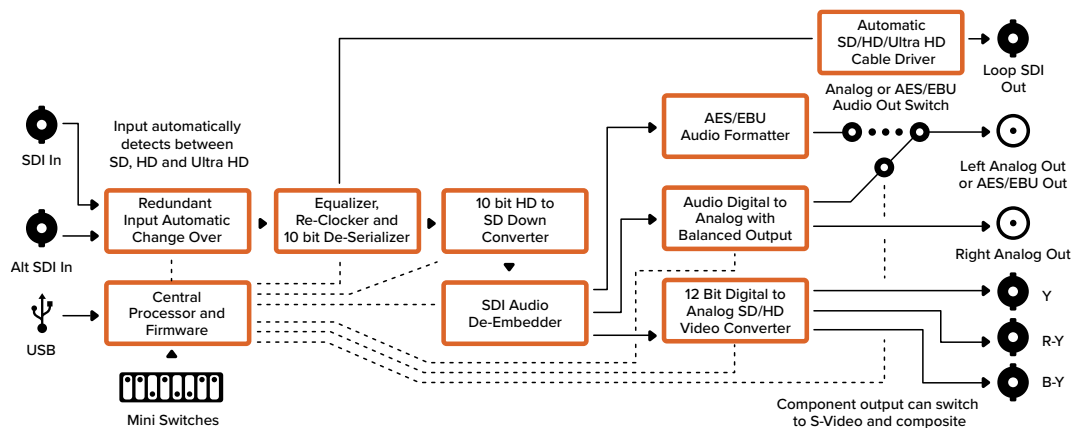 Automatic
SD/HD/Ultra HD
Cable Driver
Loop SDI
Out
Analog or AES/EBU
Audio Out Switch
AES/EBU
Audio Formatter
Input automatically
detects between
SD, HD and Ultra HD
SDI In
Left Analog Out
or AES/EBU Out
Redundant
Input Automatic
Change Over
Equalizer,
Re-Clocker and
10 bit De-Serializer
10 bit HD to
SD Down
Converter
Audio Digital to
Analog with
Balanced Output
Right Analog Out
Alt SDI In
Central
Processor and
Firmware
SDI Audio
De-Embedder
12 Bit Digital to
Analog SD/HD
Video Converter
Y
R-Y
B-Y
USB
Mini Switches
Component output can switch
to S-Video and composite